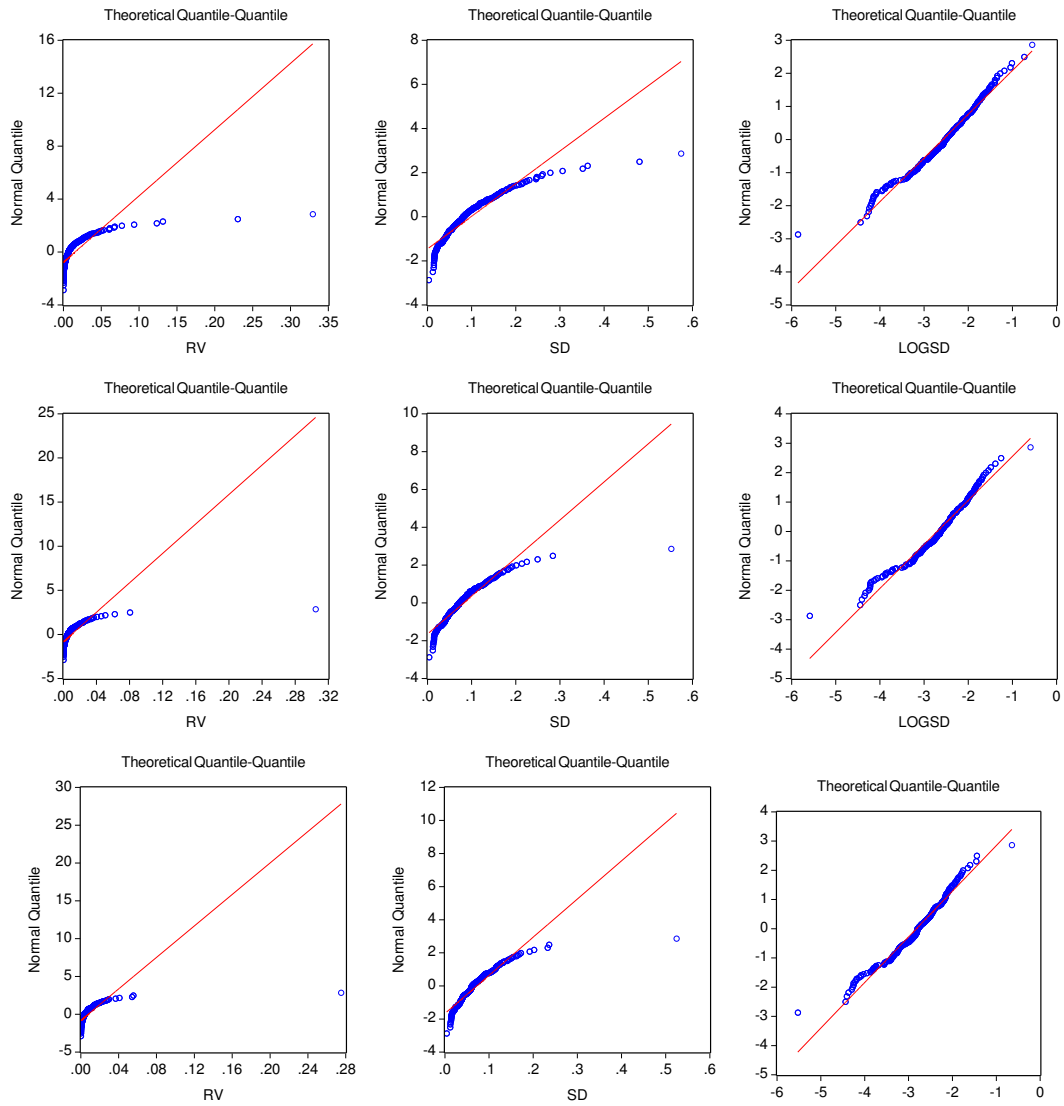 Theoretical Quantile-Quantile
16
12
8
4
0
-4
Normal Quantile
.00 .05 .10 .15 .20 .25 .30 .35
RV
Theoretical Quantile-Quantile
8
6
4
2
0
-2
-4
Normal Quantile
.0 .1 .2 .3 .4 .5 .6
SD
Theoretical Quantile-Quantile
3
2
1
0
-1
-2
-3
-4
-5
Normal Quantile
-6 -5 -4 -3 -2 -1 0
LOGSD
Theoretical Quantile-Quantile
25
20
15
10
5
0
-5
Normal Quantile
.00 .04 .08 .12 .16 .20 .24 .28 .32
RV
Theoretical Quantile-Quantile
10
8
6
4
2
0
-2
-4
Normal Quantile
.0 .1 .2 .3 .4 .5 .6
SD
Theoretical Quantile-Quantile
4
3
2
1
0
-1
-2
-3
-4
-5
Normal Quantile
-6 -5 -4 -3 -2 -1 0
LOGSD
Theoretical Quantile-Quantile
30
25
20
15
10
5
0
-5
Normal Quantile
.00 .04 .08 .12 .16 .20 .24 .28
RV
Theoretical Quantile-Quantile
12
10
8
6
4
2
0
-2
-4
Normal Quantile
.0 .1 .2 .3 .4 .5 .6
SD
Theoretical Quantile-Quantile
4
3
2
1
0
-1
-2
-3
-4
-5
Normal Quantile
-6 -5 -4 -3 -2 -1 0